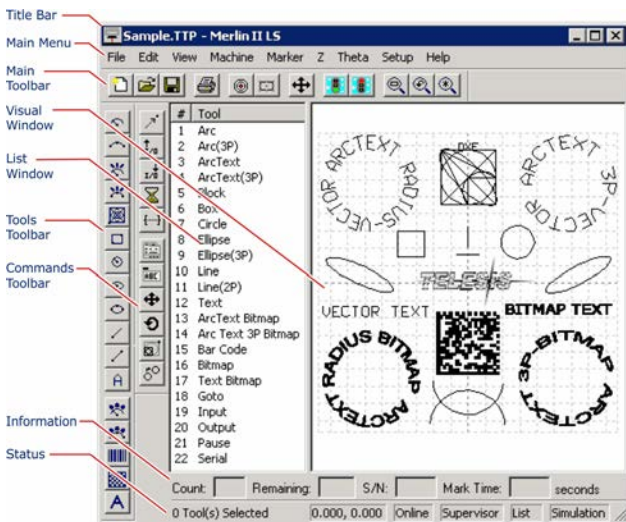 Title Bar
Main Menu
Main
Toolbar
Visual
Window
List
Window
Tools
Toolbar
Commands
Toolbar
Information
Status
Sample.TTP - Merlin II LS
File Edit View Machine Marker Z Theta Setup Help
# Tool
1 Arc
2 Arc(3P)
3 ArcText
4 ArcText(3P)
5 Block
6 Box
7 Circle
8 Ellipse
9 Ellipse(3P)
10 Line
11 Line(2P)
12 Text
13 ArcText Bitmap
14 Arc Text 3P Bitmap
15 Bar Code
16 Bitmap
17 Text Bitmap
18 Goto
19 Input
20 Output
21 Pause
22 Serial
I/O
I/O
ABC
A
A
RADIUS-VECTOR ARCTEXT
DXF
3P-VECTOR ARCTEXT
TELESIS
VECTOR TEXT
BITMAP TEXT
RADIUS BITMAP ARCTEXT
3P-BITMAP ARCTEXT
Count: Remaining: S/N: Mark Time: seconds
0 Tool(s) Selected 0.000, 0.000 Online Supervisor List Simulation